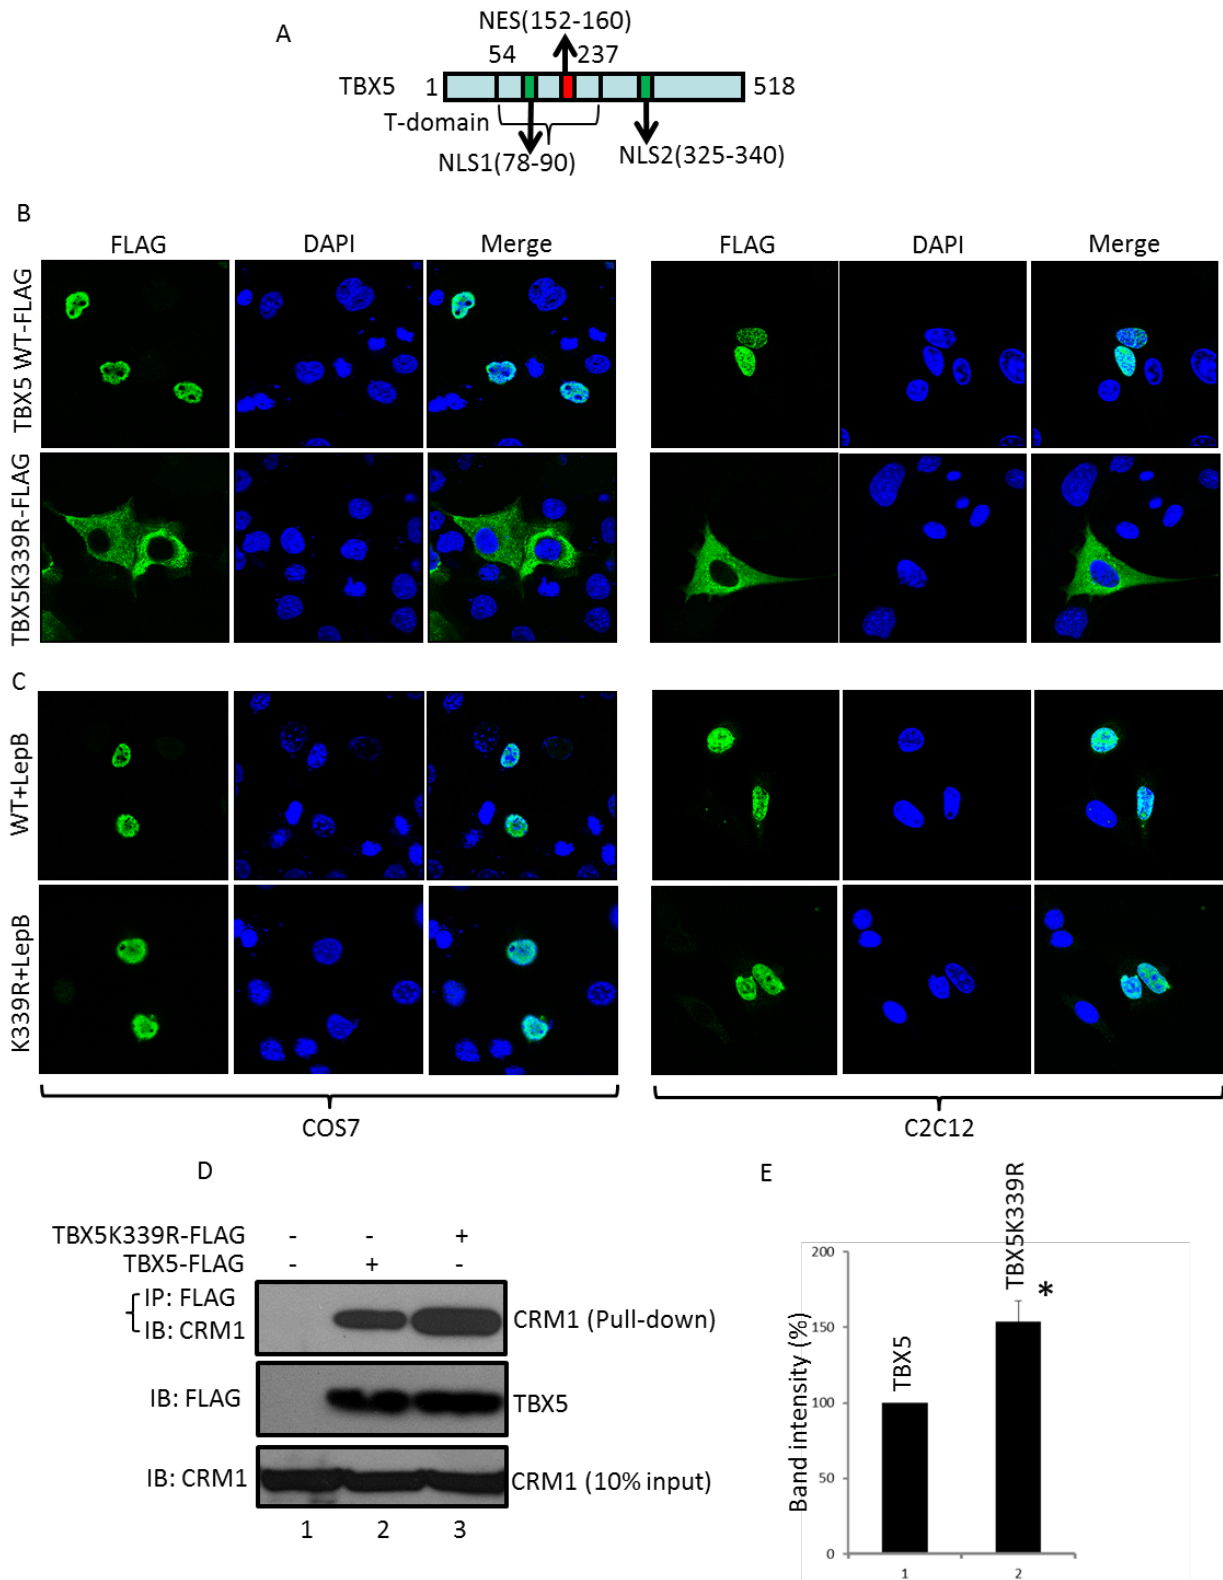 A
NES(152-160)
54 237
TBX5 1 518
T-domain
NLS1(78-90) NLS2(325-340)
B
FLAG DAPI Merge FLAG DAPI Merge
TBX5 WT-FLAG
TBX5K339R-FLAG
C
WT+LepB
K339R+LepB
COS7 C2C12
D
TBX5K339R-FLAG - - +
TBX5-FLAG - + -
IP: FLAG
IB: CRM1
CRM1 (Pull-down)
IB: FLAG TBX5
IB: CRM1 CRM1 (10% input)
1 2 3
E
TBX5K339R
*
TBX5
Band intensity (%)
200
150
100
50
0
1 2